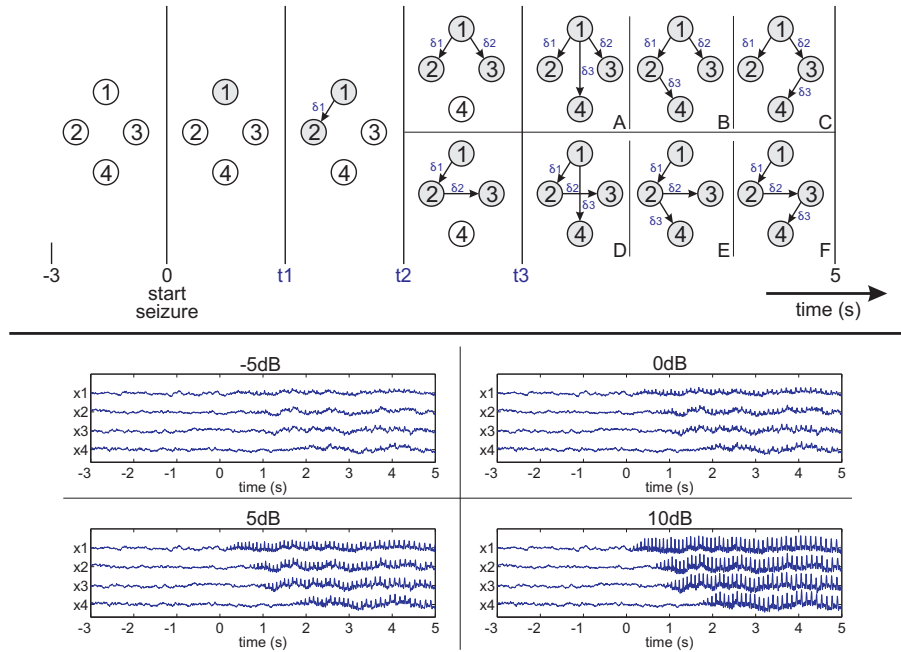 1 1 1 1 1 1 1
δ1 δ2 δ1 δ2 δ1 δ2 δ1 δ2
δ1
2 3 2 3 2 3 2 3 2 3 2 3 2 3
δ3 δ3 δ3
4 4 4 4 4 4 4
A B C
1 1 1 1
δ1 δ1 δ1 δ1
2 δ2 3 2 δ2 3 2 δ2 3 2 δ2 3
δ3 δ3 δ3
4 4 4 4
D E F
-3 0 t1 t2 t3 5
start
seizure
time (s)
-5dB
x1
x2
x3
x4
-3 -2 -1 0 1 2 3 4 5
time (s)
0dB
x1
x2
x3
x4
-3 -2 -1 0 1 2 3 4 5
time (s)
5dB
x1
x2
x3
x4
-3 -2 -1 0 1 2 3 4 5
time (s)
10dB
x1
x2
x3
x4
-3 -2 -1 0 1 2 3 4 5
time (s)